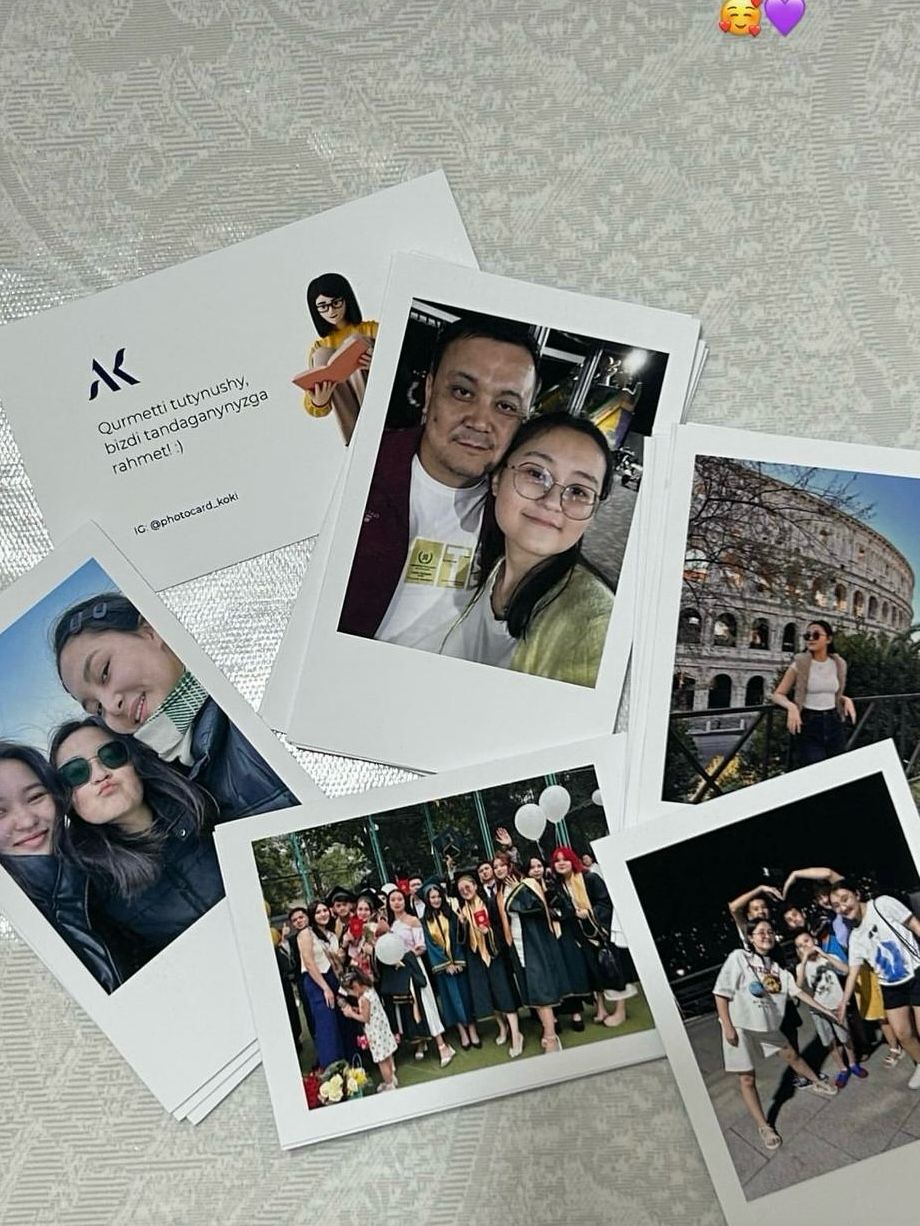 AK
Qurmetti tutynushy,
bizdi tandaganynyzga
rahmet! :)
IG: @photocard_koki